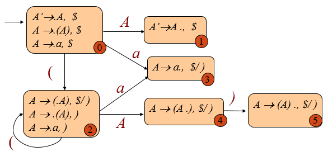 A'→.A, $
A →.(A), $
A →.a, $
0
A
A'→A ., $
1
a
A → a., $/ )
3
(
a
A → (.A), $/ )
A →.(A), )
A →.a, )
2
A
A → (A .), $/ )
4
)
A → (A) ., $/ )
5
(